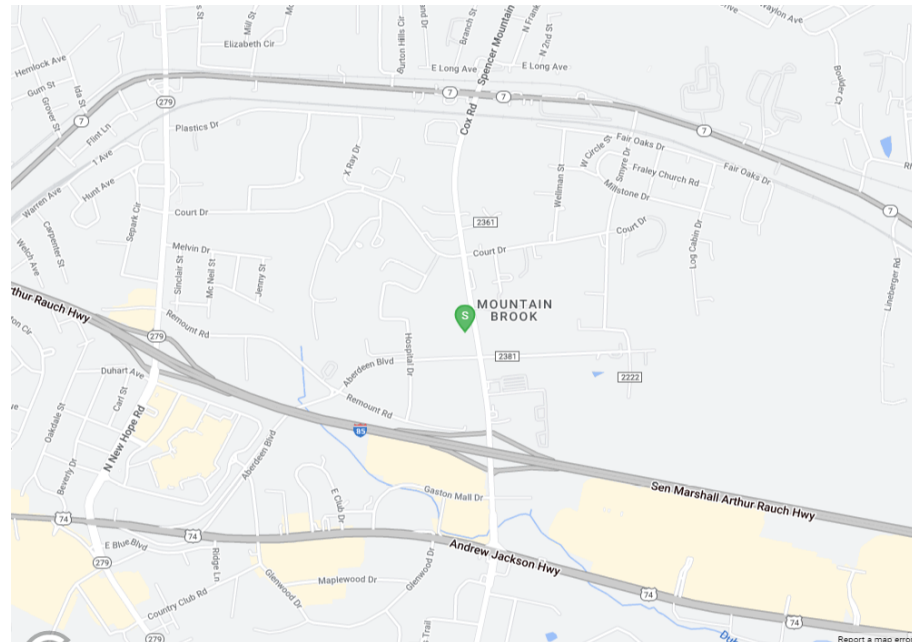 Hemlock Ave
Gum St
Grover St
Ida St
7
Flint Ln
279
Mill St
Elizabeth Cir
Burton Hills Cir
Branch St
Spencer Mountain
N 2nd St
E Long Ave
E Long Ave
7
7
Cox Rd
Boulder Ct
7
Plastics Dr
1 Ave
Hunt Ave
Warren Ave
X Ray Dr
Wellman St
W Circle St
Smyre Dr
Fair Oaks Dr
Fair Oaks Dr
Fraley Church Rd
Millstone Dr
Separk Cir
Court Dr
2361
Court Dr
Court Dr
Log Cabin Dr
7
Lineberger Rd
Carpenter St
Welch Ave
Melvin Dr
Sinclair St
Mc Neil St
Jenny St
MOUNTAIN
BROOK
S
rthur Rauch Hwy
Remount Rd
279
Hospital Dr
Aberdeen Blvd
2381
2222
Duhart Ave
Carl St
Oakdale St
N New Hope Rd
Remount Rd
85
Aberdeen Blvd
Beverly Dr
E Club Dr
Gaston Mall Dr
Sen Marshall Arthur Rauch Hwy
74
74
E Blue Blvd
279
Ridge Ln
Glenwood Dr
Maplewood Dr
Glenwood Dr
Andrew Jackson Hwy
74
74
Country Club Rd
279
Trail
Report a map error